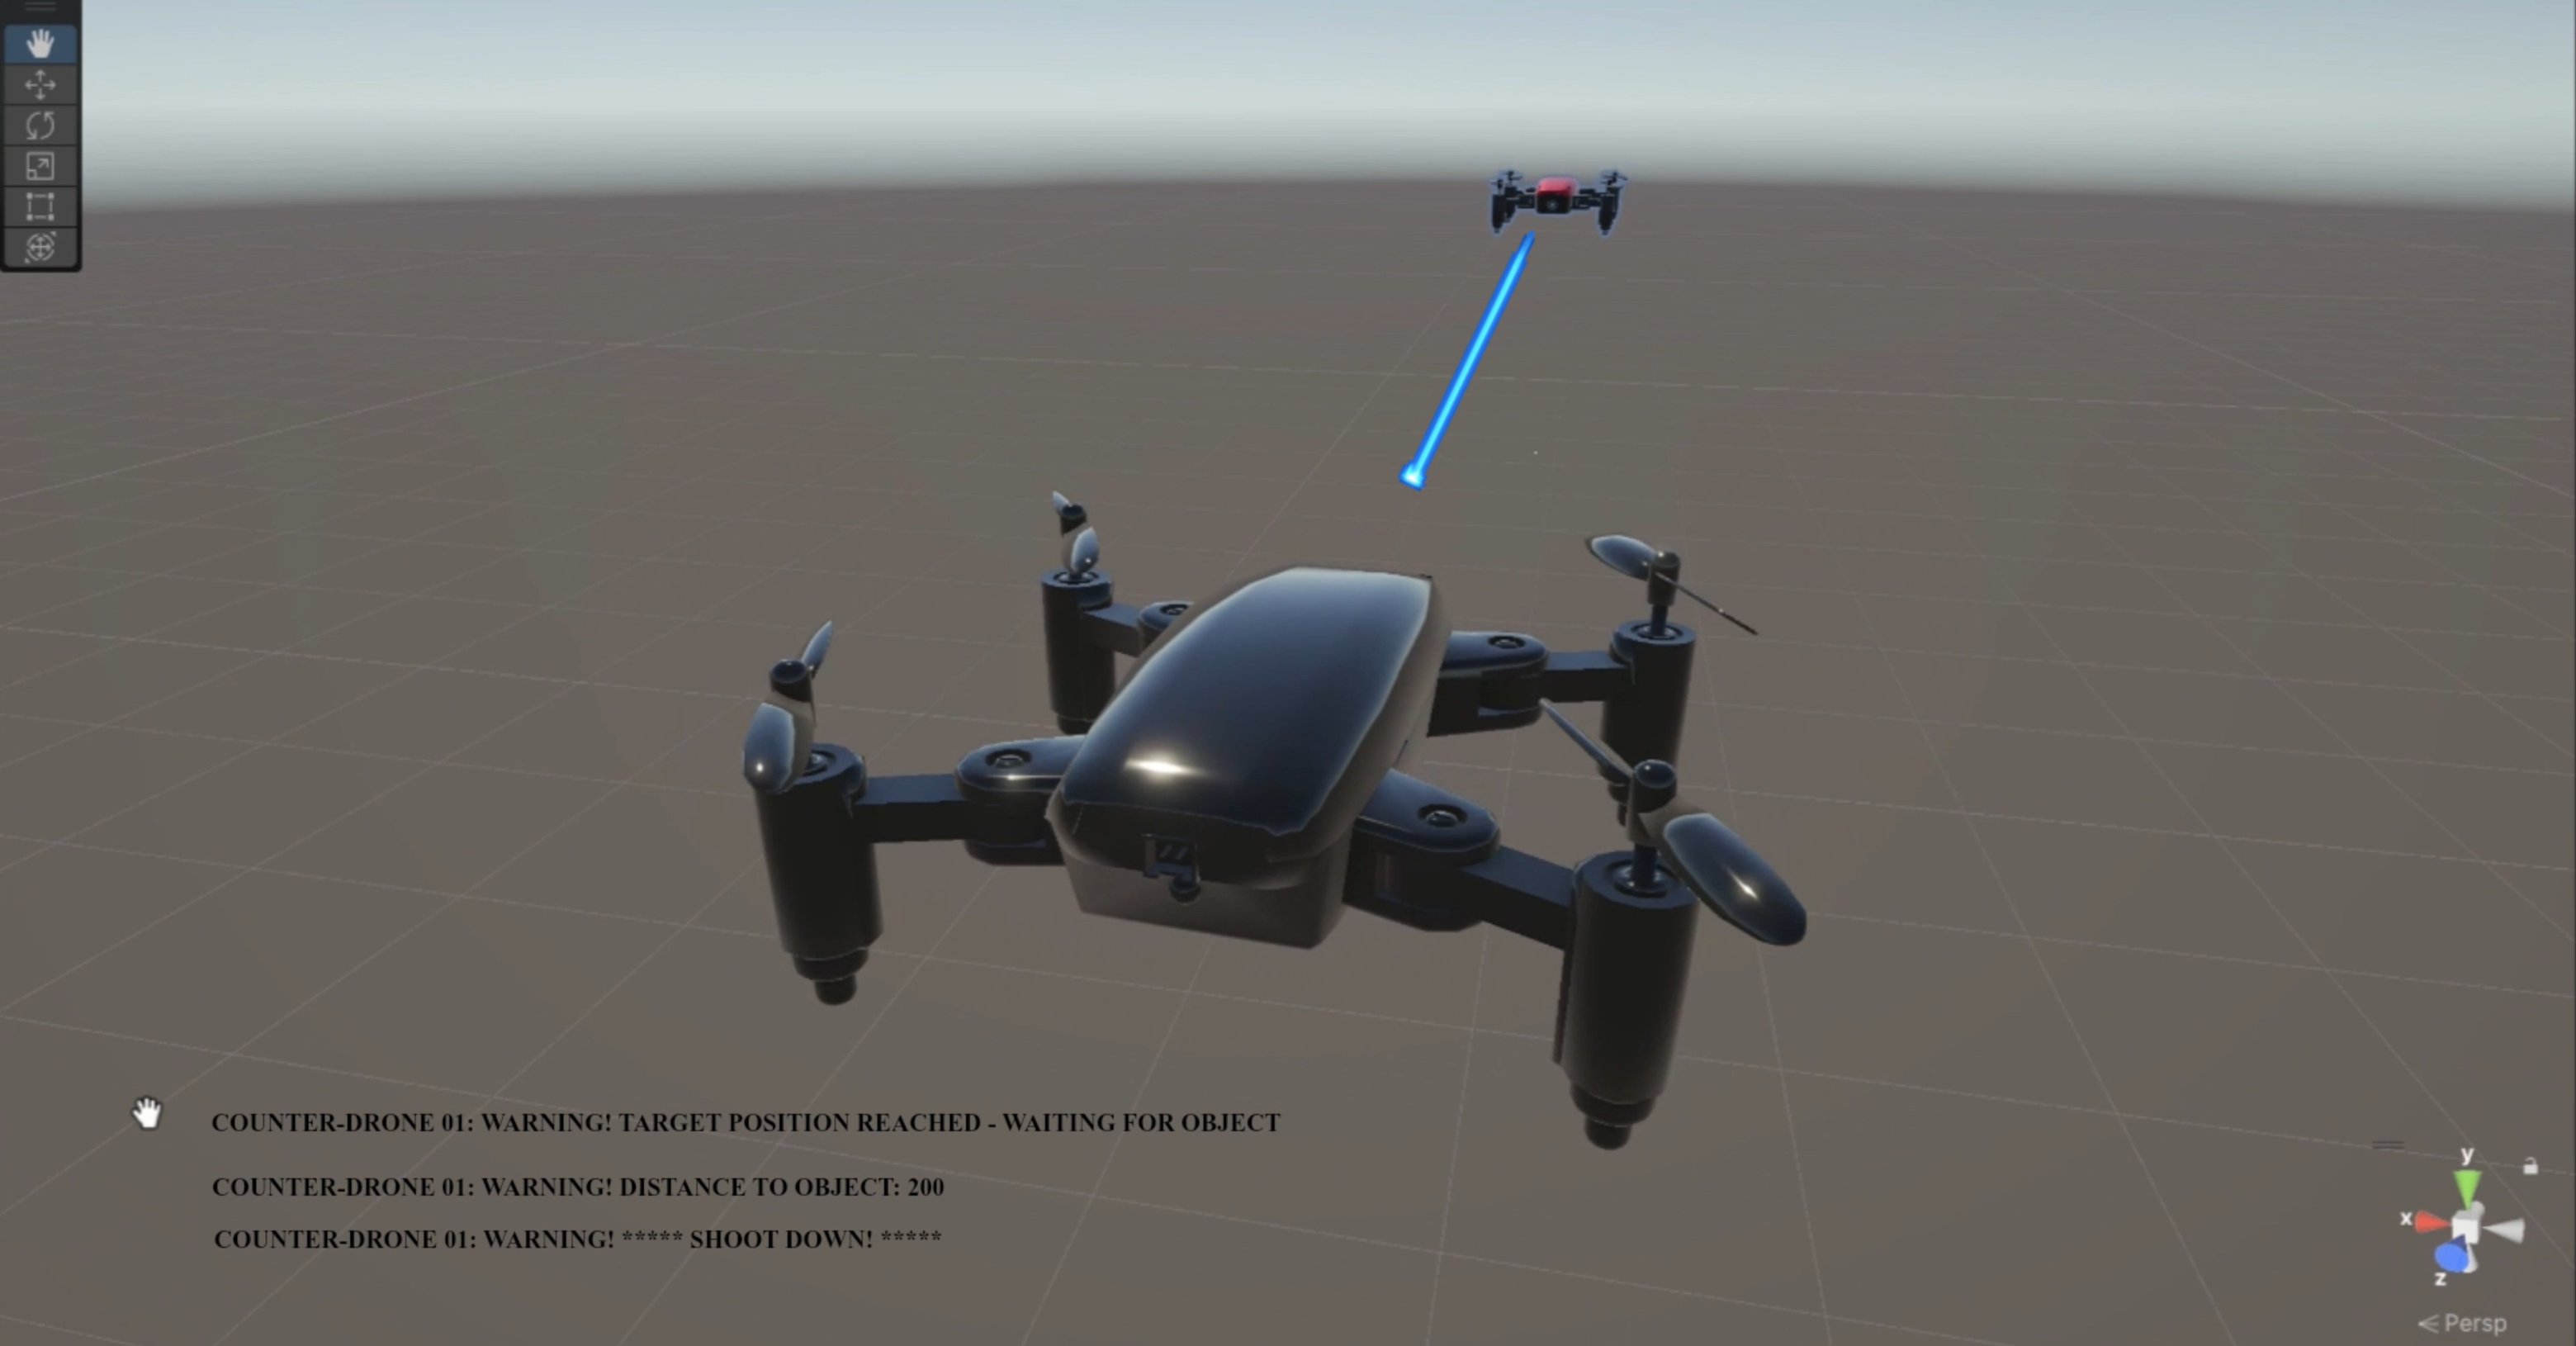 COUNTER-DRONE 01: WARNING! TARGET POSITION REACHED - WAITING FOR OBJECT
COUNTER-DRONE 01: WARNING! DISTANCE TO OBJECT: 200
COUNTER-DRONE 01: WARNING! ***** SHOOT DOWN! *****
y
x
z
< Persp